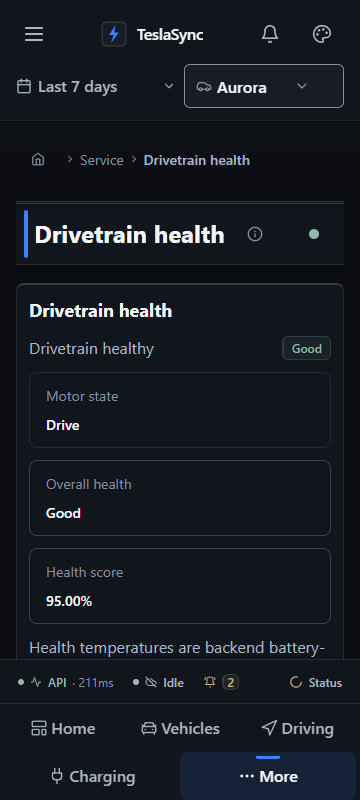 TeslaSync
Last 7 days
Aurora
Service
Drivetrain health
Drivetrain health
Drivetrain health
Drivetrain healthy
Good
Motor state
Drive
Overall health
Good
Health score
95.00%
Health temperatures are backend battery-
API · 211ms
Idle
2
Status
Home
Vehicles
Driving
Charging
More